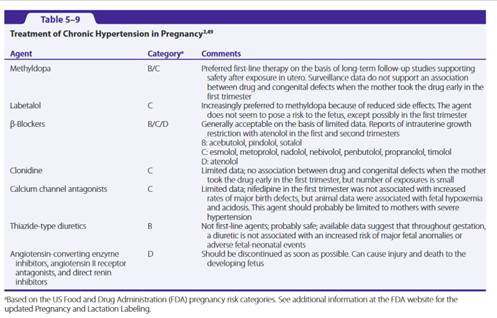 Table 5–9
Treatment of Chronic Hypertension in Pregnancy3,49
Agent Categorya Comments
Methyldopa B/C Preferred first-line therapy on the basis of long-term follow-up studies supporting
safety after exposure in utero. Surveillance data do not support an association
between drug and congenital defects when the mother took the drug early in the
first trimester
Labetalol C Increasingly preferred to methyldopa because of reduced side effects. The agent
does not seem to pose a risk to the fetus, except possibly in the first trimester
β-Blockers B/C/D Generally acceptable on the basis of limited data. Reports of intrauterine growth
restriction with atenolol in the first and second trimesters
B: acebutolol, pindolol, sotalol
C: esmolol, metoprolol, nadolol, nebivolol, penbutolol, propranolol, timolol
D: atenolol
Clonidine C Limited data; no association between drug and congenital defects when the mother
took the drug early in the first trimester, but number of exposures is small
Calcium channel antagonists C Limited data; nifedipine in the first trimester was not associated with increased
rates of major birth defects, but animal data were associated with fetal hypoxemia
and acidosis. This agent should probably be limited to mothers with severe
hypertension
Thiazide-type diuretics B Not first-line agents; probably safe; available data suggest that throughout gestation,
a diuretic is not associated with an increased risk of major fetal anomalies or
adverse fetal-neonatal events
Angiotensin-converting enzyme D Should be discontinued as soon as possible. Can cause injury and death to the
inhibitors, angiotensin II receptor developing fetus
antagonists, and direct renin
inhibitors
aBased on the US Food and Drug Administration (FDA) pregnancy risk categories. See additional information at the FDA website for the
updated Pregnancy and Lactation Labeling.